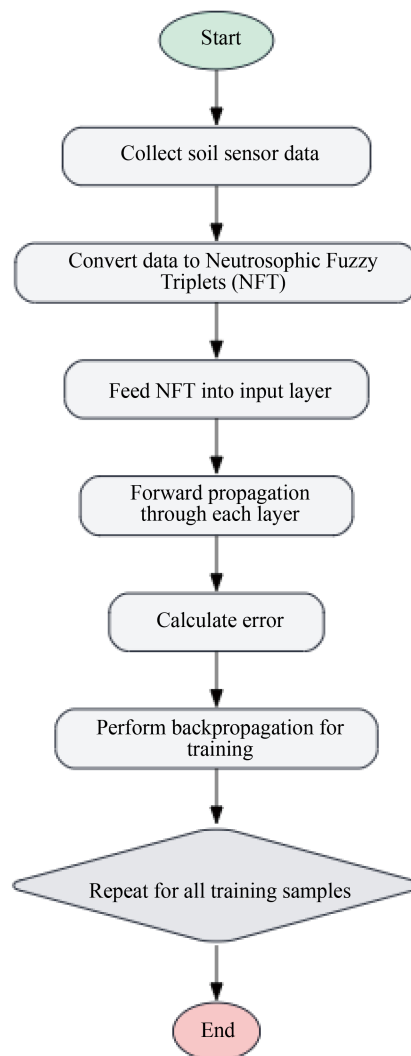 Start
Collect soil sensor data
Convert data to Neutrosophic Fuzzy
Triplets (NFT)
Feed NFT into input layer
Forward propagation
through each layer
Calculate error
Perform backpropagation for
training
Repeat for all training samples
End